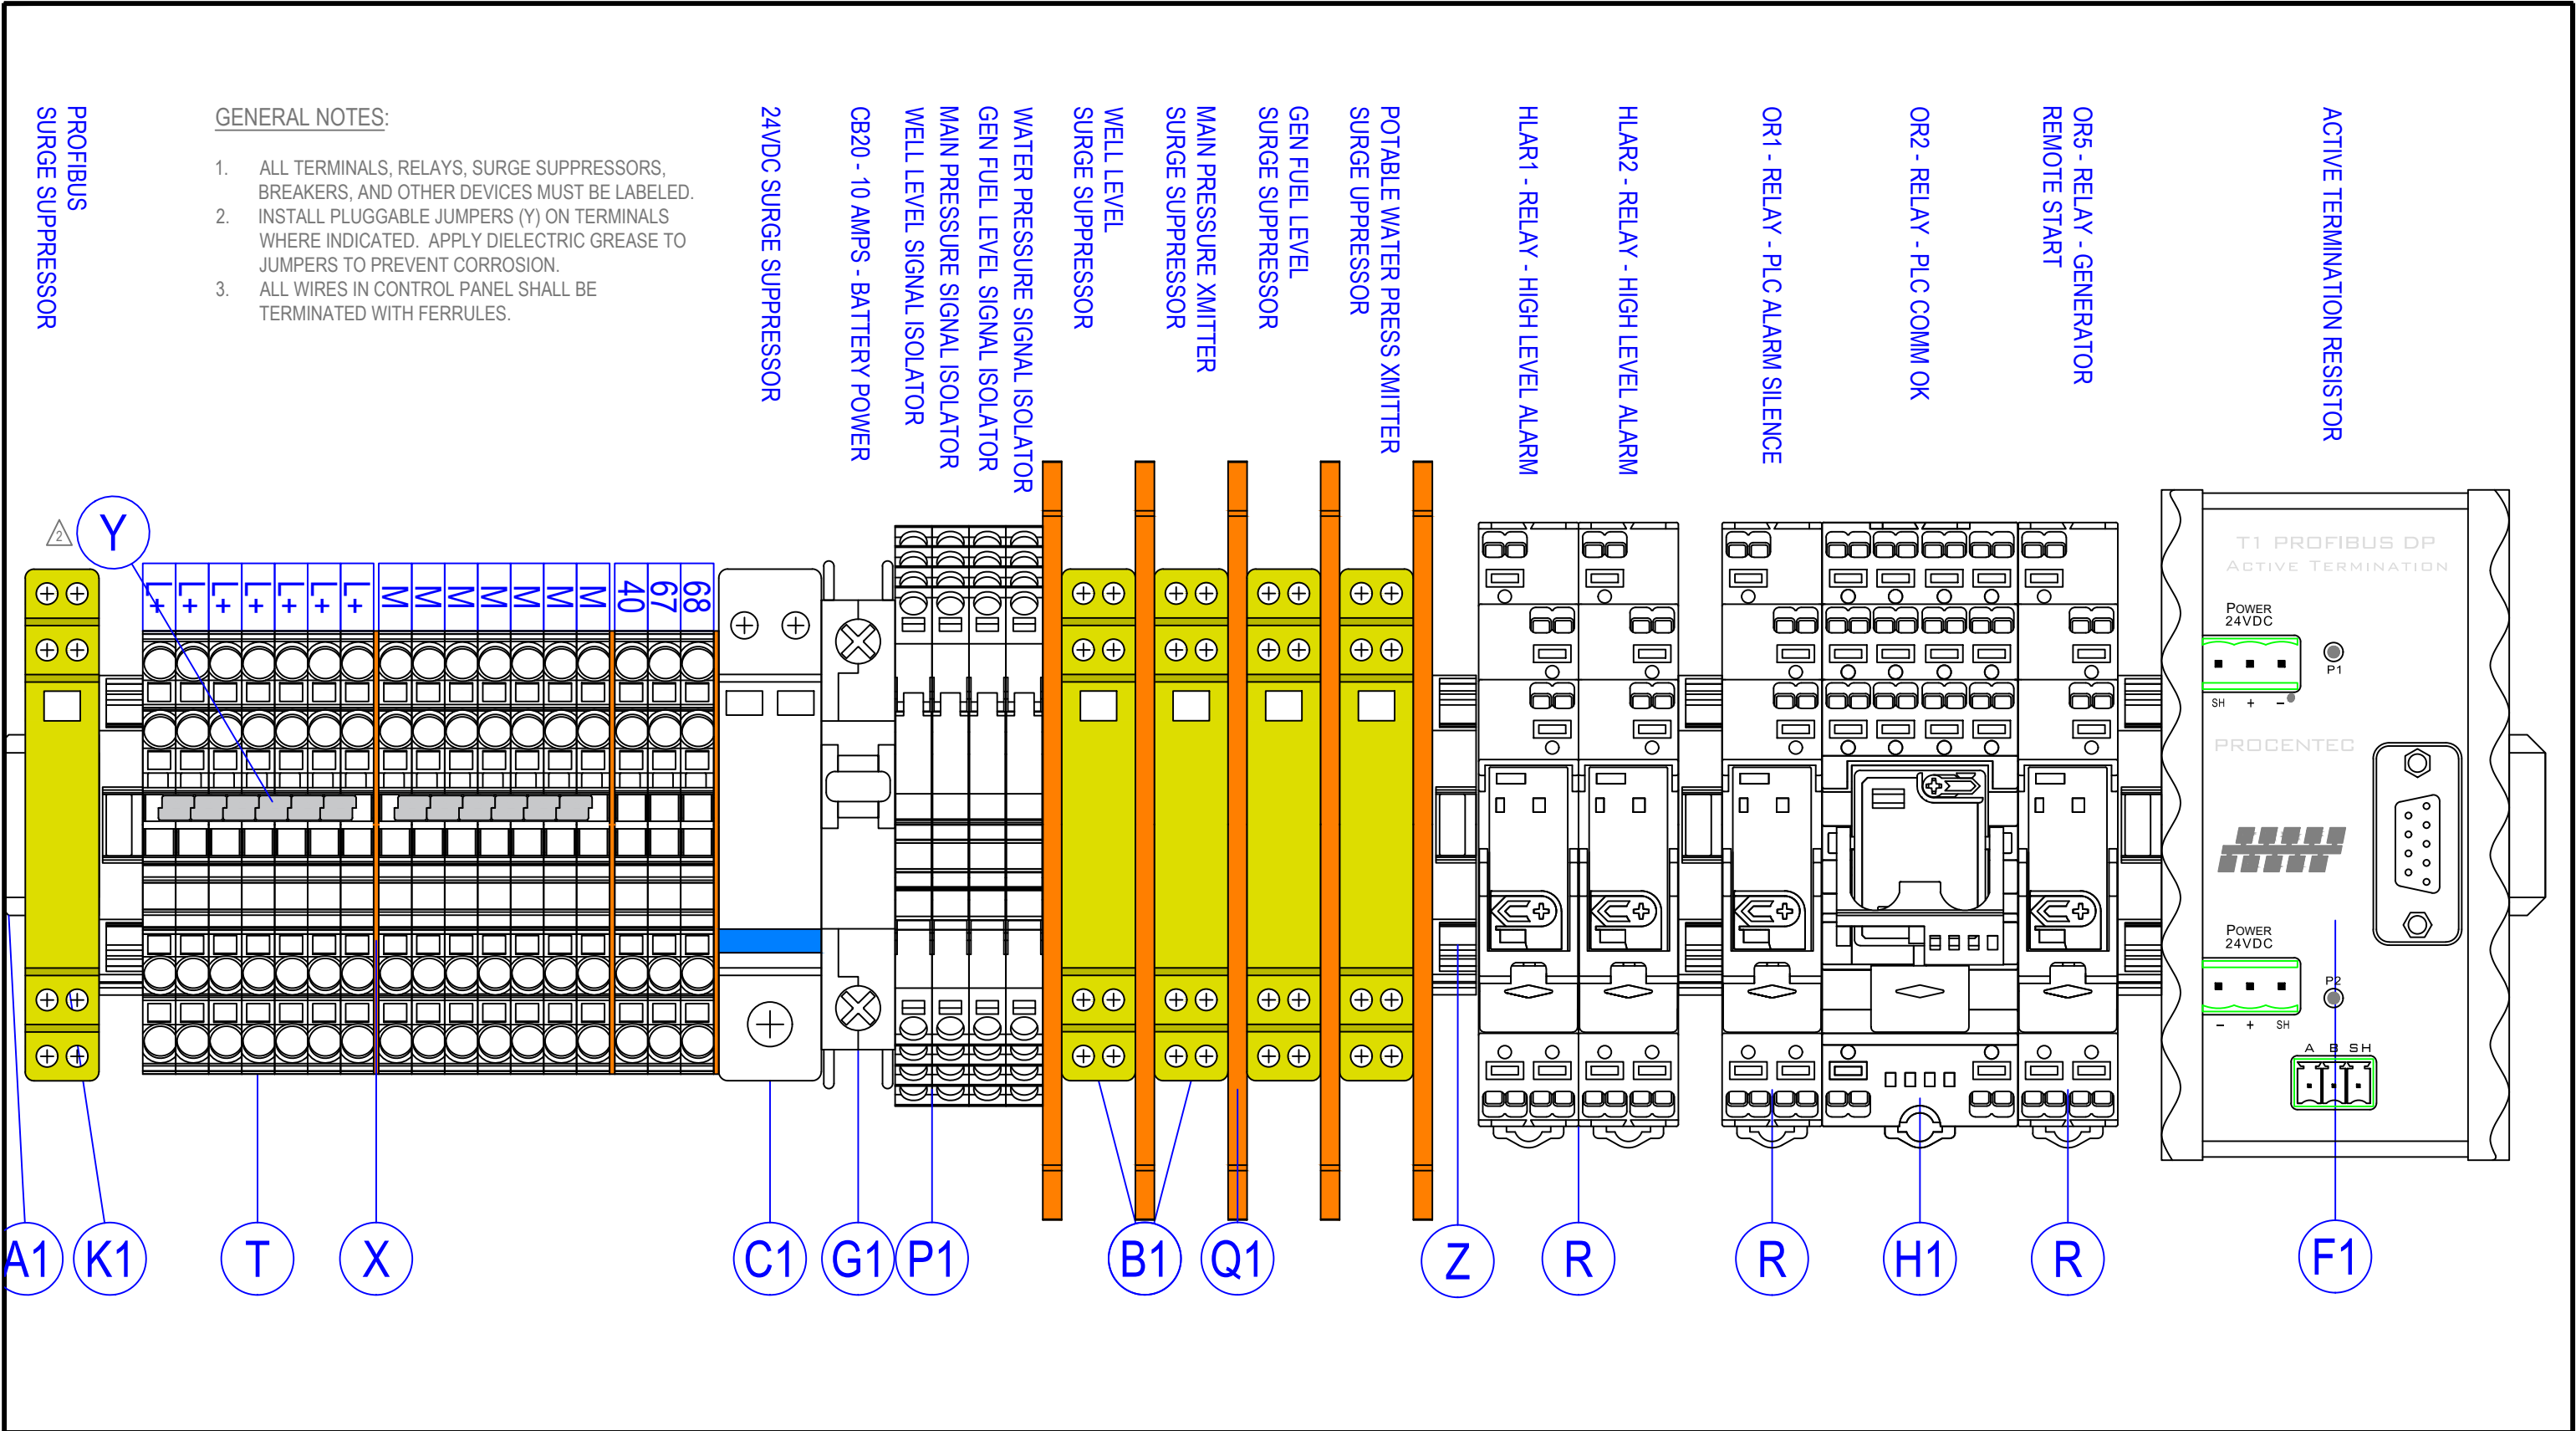 PROFIBUS
SURGE SUPPRESSOR
GENERAL NOTES:
1. ALL TERMINALS, RELAYS, SURGE SUPPRESSORS,
BREAKERS, AND OTHER DEVICES MUST BE LABELED.
2. INSTALL PLUGGABLE JUMPERS (Y) ON TERMINALS
WHERE INDICATED. APPLY DIELECTRIC GREASE TO
JUMPERS TO PREVENT CORROSION.
3. ALL WIRES IN CONTROL PANEL SHALL BE
TERMINATED WITH FERRULES.
24VDC SURGE SUPPRESSOR
CB20 - 10 AMPS - BATTERY POWER
WELL LEVEL SIGNAL ISOLATOR
MAIN PRESSURE SIGNAL ISOLATOR
GEN FUEL LEVEL SIGNAL ISOLATOR
WATER PRESSURE SIGNAL ISOLATOR
WELL LEVEL
SURGE SUPPRESSOR
MAIN PRESSURE XMITTER
SURGE SUPPRESSOR
GEN FUEL LEVEL
SURGE SUPPRESSOR
POTABLE WATER PRESS XMITTER
SURGE UPPRESSOR
HLAR1 - RELAY - HIGH LEVEL ALARM
HLAR2 - RELAY - HIGH LEVEL ALARM
OR1 - RELAY - PLC ALARM SILENCE
OR2 - RELAY - PLC COMM OK
OR5 - RELAY - GENERATOR
REMOTE START
ACTIVE TERMINATION RESISTOR
2
Y
L+
L+
L+
L+
L+
L+
L+
M
M
M
M
M
M
M
40
67
68
T1 PROFIBUS DP
ACTIVE TERMINATION
POWER
24VDC
P1
SH + -
PROCENTEC
POWER
24VDC
P2
- + SH
A B SH
A1
K1
T
X
C1
G1
P1
B1
Q1
Z
R
R
H1
R
F1